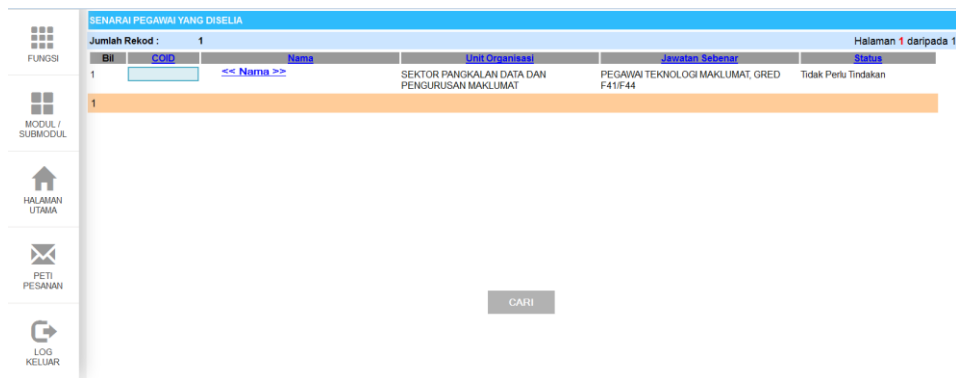 SENARAI PEGAWAI YANG DISELIA
Jumlah Rekod : 1 Halaman 1 daripada 1
Bil COID Nama Unit Organisasi Jawatan Sebenar Status
1 << Nama >> SEKTOR PANGKALAN DATA DAN PEGAWAI TEKNOLOGI MAKLUMAT, GRED Tidak Perlu Tindakan
PENGURUSAN MAKLUMAT F41/F44
1
FUNGSI
MODUL /
SUBMODUL
HALAMAN
UTAMA
PETI
PESANAN
CARI
LOG
KELUAR